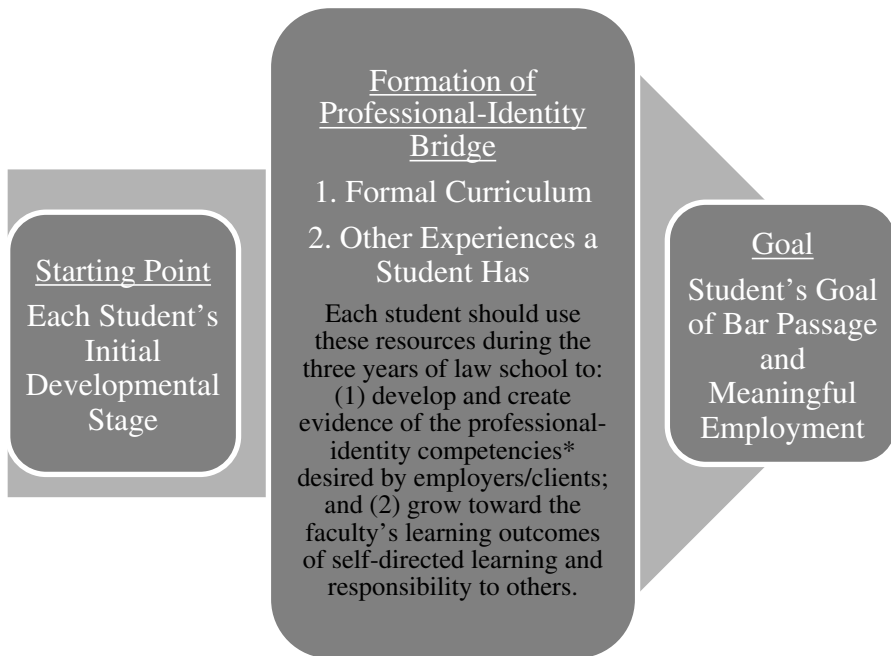 Starting Point
Each Student's
Initial
Developmental
Stage
Formation of
Professional-Identity
Bridge
1. Formal Curriculum
2. Other Experiences a
Student Has
Each student should use
these resources during the
three years of law school to:
(1) develop and create
evidence of the professional-
identity competencies*
desired by employers/clients;
and (2) grow toward the
faculty's learning outcomes
of self-directed learning and
responsibility to others.
Goal
Student's Goal
of Bar Passage
and
Meaningful
Employment